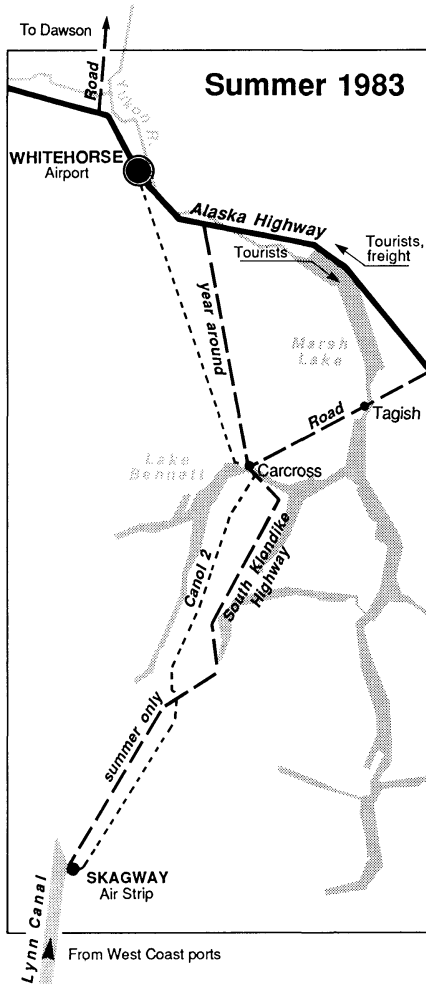 To Dawson
Summer 1983
Road
Yukon R.
WHITEHORSE
Airport
Alaska Highway
Tourists
Tourists,
freight
year around
Marsh
Lake
Road
Tagish
Lake
Bennett
Carcross
Canol 2
South Klondike
Highway
summer only
SKAGWAY
Air Strip
Lynn Canal
From West Coast ports